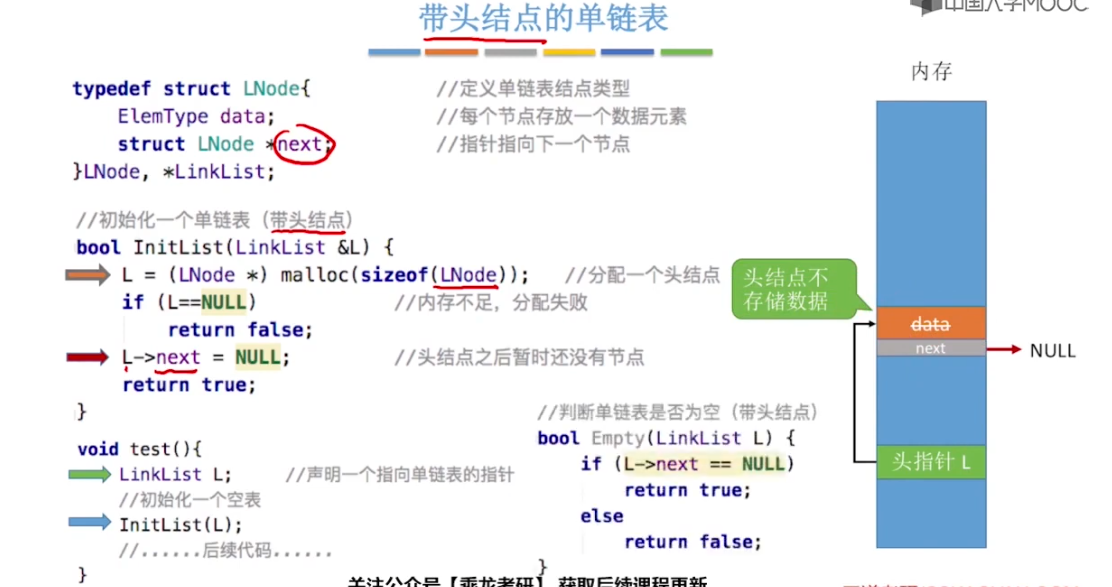 中国大学MOOC
带头结点的单链表
typedef struct LNode{ //定义单链表结点类型
ElemType data; //每个节点存放一个数据元素
struct LNode *next; //指针指向下一个节点
}LNode, *LinkList;
//初始化一个单链表（带头结点）
bool InitList(LinkList &L) {
L = (LNode *) malloc(sizeof(LNode)); //分配一个头结点
if (L==NULL) //内存不足，分配失败
return false;
L->next = NULL; //头结点之后暂时还没有节点
return true;
}
void test(){
LinkList L; //声明一个指向单链表的指针
//初始化一个空表
InitList(L);
//......后续代码......
}
//判断单链表是否为空（带头结点）
bool Empty(LinkList L) {
if (L->next == NULL)
return true;
else
return false;
}
内存
头结点不
存储数据
data
next
NULL
头指针 L
关注公众号【乘龙考研】 获取后续课程更新